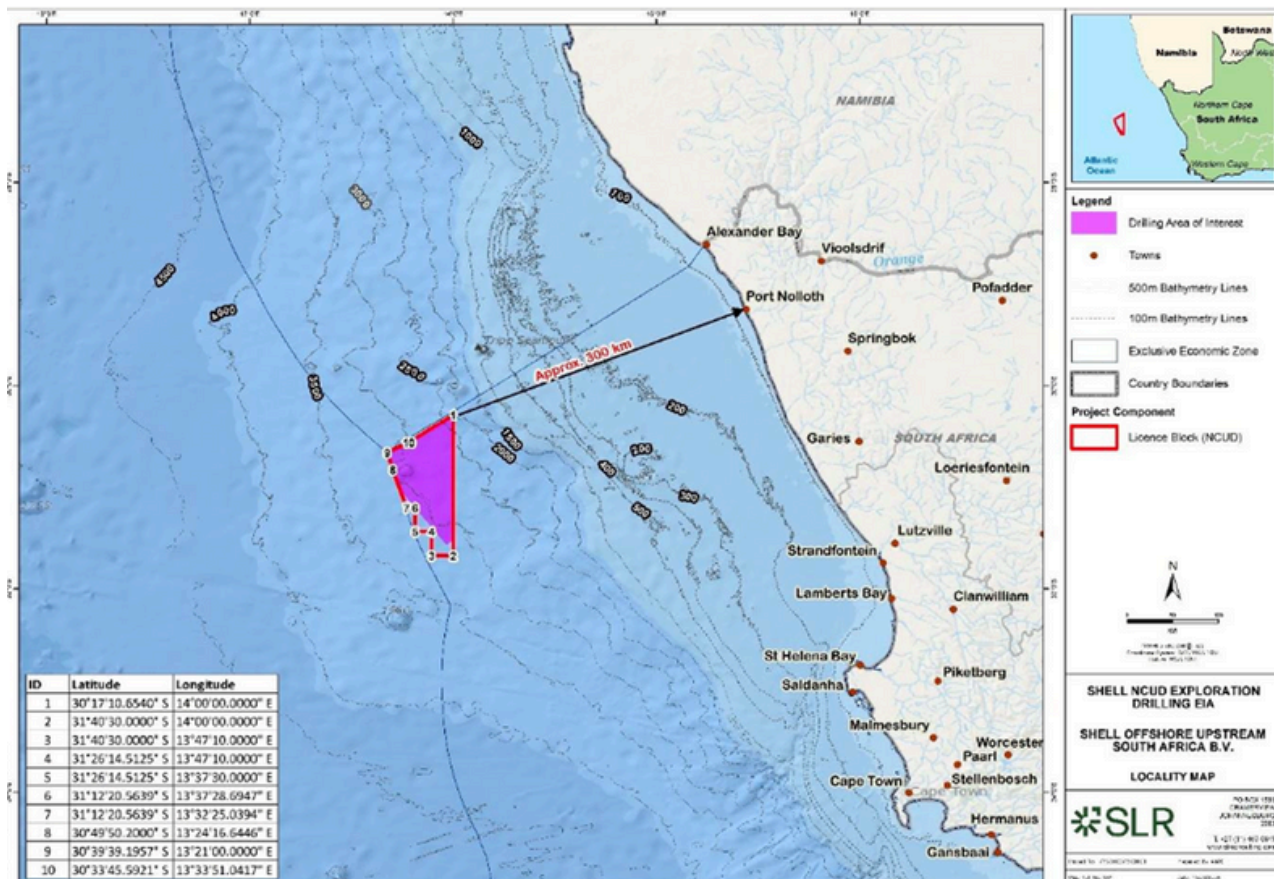 NAMIBIA
1000
3000
700
4500
4000
Alexander Bay
Vioolsdrif
Orange
Port Nolloth
Pofadder
Springbok
Approx. 300 km
2500
3500
200
1
1500
2000
9
10
8
400
200
300
500
Garies
SOUTH AFRICA
Loeriesfontein
7 6
5 4
3 2
Lutzville
Strandfontein
Lamberts Bay
Clanwilliam
St Helena Bay
Piketberg
Saldanha
Malmesbury
Worcester
Paarl
Stellenbosch
Cape Town
Cape Town
Hermanus
Gansbaai
ID Latitude Longitude
1 30°17'10.6540" S 14°00'00.0000" E
2 31°40'30.0000" S 14°00'00.0000" E
3 31°40'30.0000" S 13°47'10.0000" E
4 31°26'14.5125" S 13°47'10.0000" E
5 31°26'14.5125" S 13°37'30.0000" E
6 31°12'20.5639" S 13°37'28.6947" E
7 31°12'20.5639" S 13°32'25.0394" E
8 30°49'50.2000" S 13°24'16.6446" E
9 30°39'39.1957" S 13°21'00.0000" E
10 30°33'45.5921" S 13°33'51.0417" E
Botswana
Namibia
North West
Northern Cape
South Africa
Atlantic
Ocean
Western Cape
Legend
Drilling Area of Interest
Towns
500m Bathymetry Lines
100m Bathymetry Lines
Exclusive Economic Zone
Country Boundaries
Project Component
Licence Block (NCUD)
N
SHELL NCUD EXPLORATION
DRILLING EIA
SHELL OFFSHORE UPSTREAM
SOUTH AFRICA B.V.
LOCALITY MAP
SLR